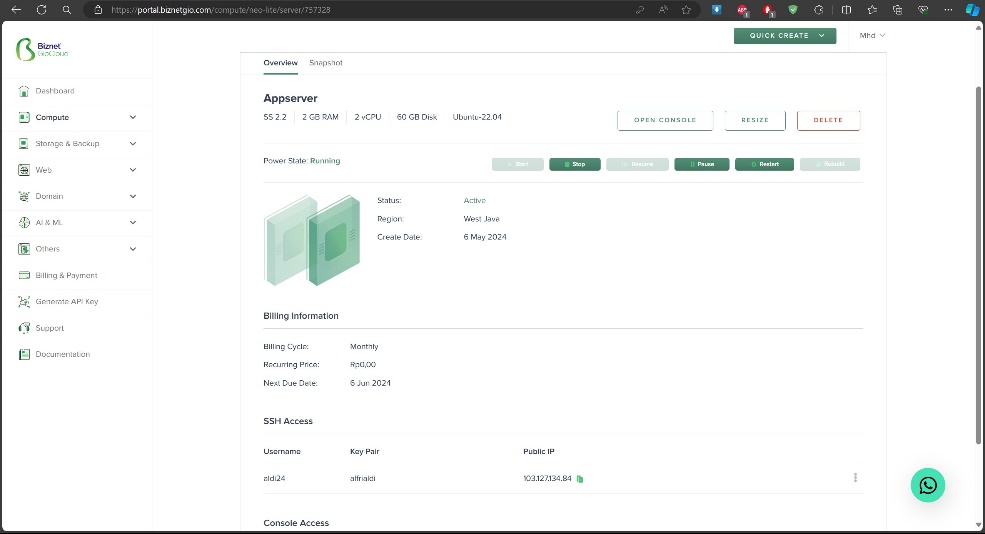 https://portal.biznetgio.com/compute/neo-lite/server/757328
Biznet
GioCloud
QUICK CREATE
Mhd
Dashboard
Compute
Storage & Backup
Web
Domain
AI & ML
Others
Billing & Payment
Generate API Key
Support
Documentation
Overview Snapshot
Appserver
SS 2.2 2 GB RAM 2 vCPU 60 GB Disk Ubuntu-22.04
OPEN CONSOLE RESIZE DELETE
Power State: Running
Start Stop Resume Pause Restart Rebuild
Status: Active
Region: West Java
Create Date: 6 May 2024
Billing Information
Billing Cycle: Monthly
Recurring Price: Rp0,00
Next Due Date: 6 Jun 2024
SSH Access
Username Key Pair Public IP
aldi24 alfrialdi 103.127.134.84
Console Access